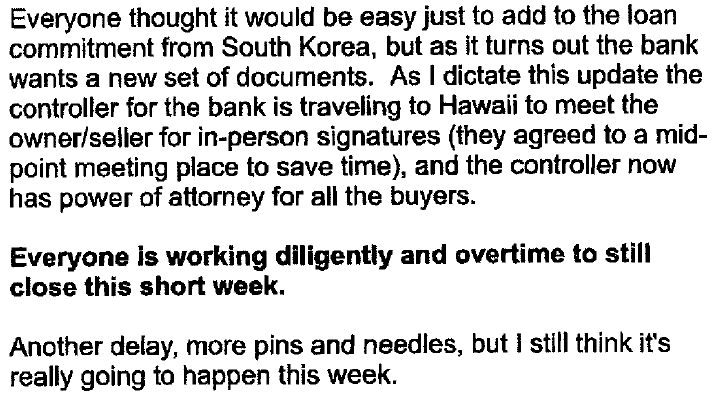 Everyone thought it would be easy just to add to the loan
commitment from South Korea, but as it turns out the bank
wants a new set of documents.  As I dictate this update the
controller for the bank is traveling to Hawaii to meet the
owner/seller for in-person signatures (they agreed to a mid-
point meeting place to save time), and the controller now
has power of attorney for all the buyers.
Everyone is working diligently and overtime to still
close this short week.
Another delay, more pins and needles, but I still think it's
really going to happen this week.